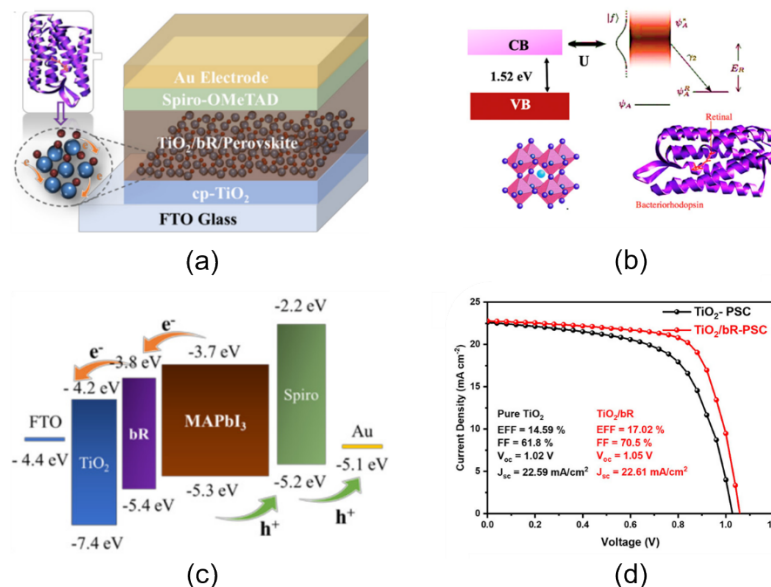 Au Electrode
Spiro-OMeTAD
TiO₂/bR/Perovskite
cp-TiO₂
FTO Glass
e
e
(a)
|f⟩
CB
U
1.52 eV
VB
ψ*A
γ₂
E_R
ψ^R_A
ψ_A
Retinal
Bacteriorhodopsin
(b)
-2.2 eV
e⁻
e⁻
-3.7 eV
-3.8 eV
- 4.2 eV
FTO
- 4.4 eV
TiO₂
bR
MAPbI₃
Spiro
Au
-5.1 eV
-5.3 eV
-5.2 eV
-5.4 eV
-7.4 eV
h⁺
h⁺
(c)
TiO₂- PSC
TiO₂/bR-PSC
Current Density (mA cm⁻²)
25
20
15
10
5
0
Pure TiO₂
EFF = 14.59 %
FF = 61.8 %
Voc = 1.02 V
Jsc = 22.59 mA/cm²
TiO₂/bR
EFF = 17.02 %
FF = 70.5 %
Voc = 1.05 V
Jsc = 22.61 mA/cm²
0.0 0.2 0.4 0.6 0.8 1.0
Voltage (V)
(d)